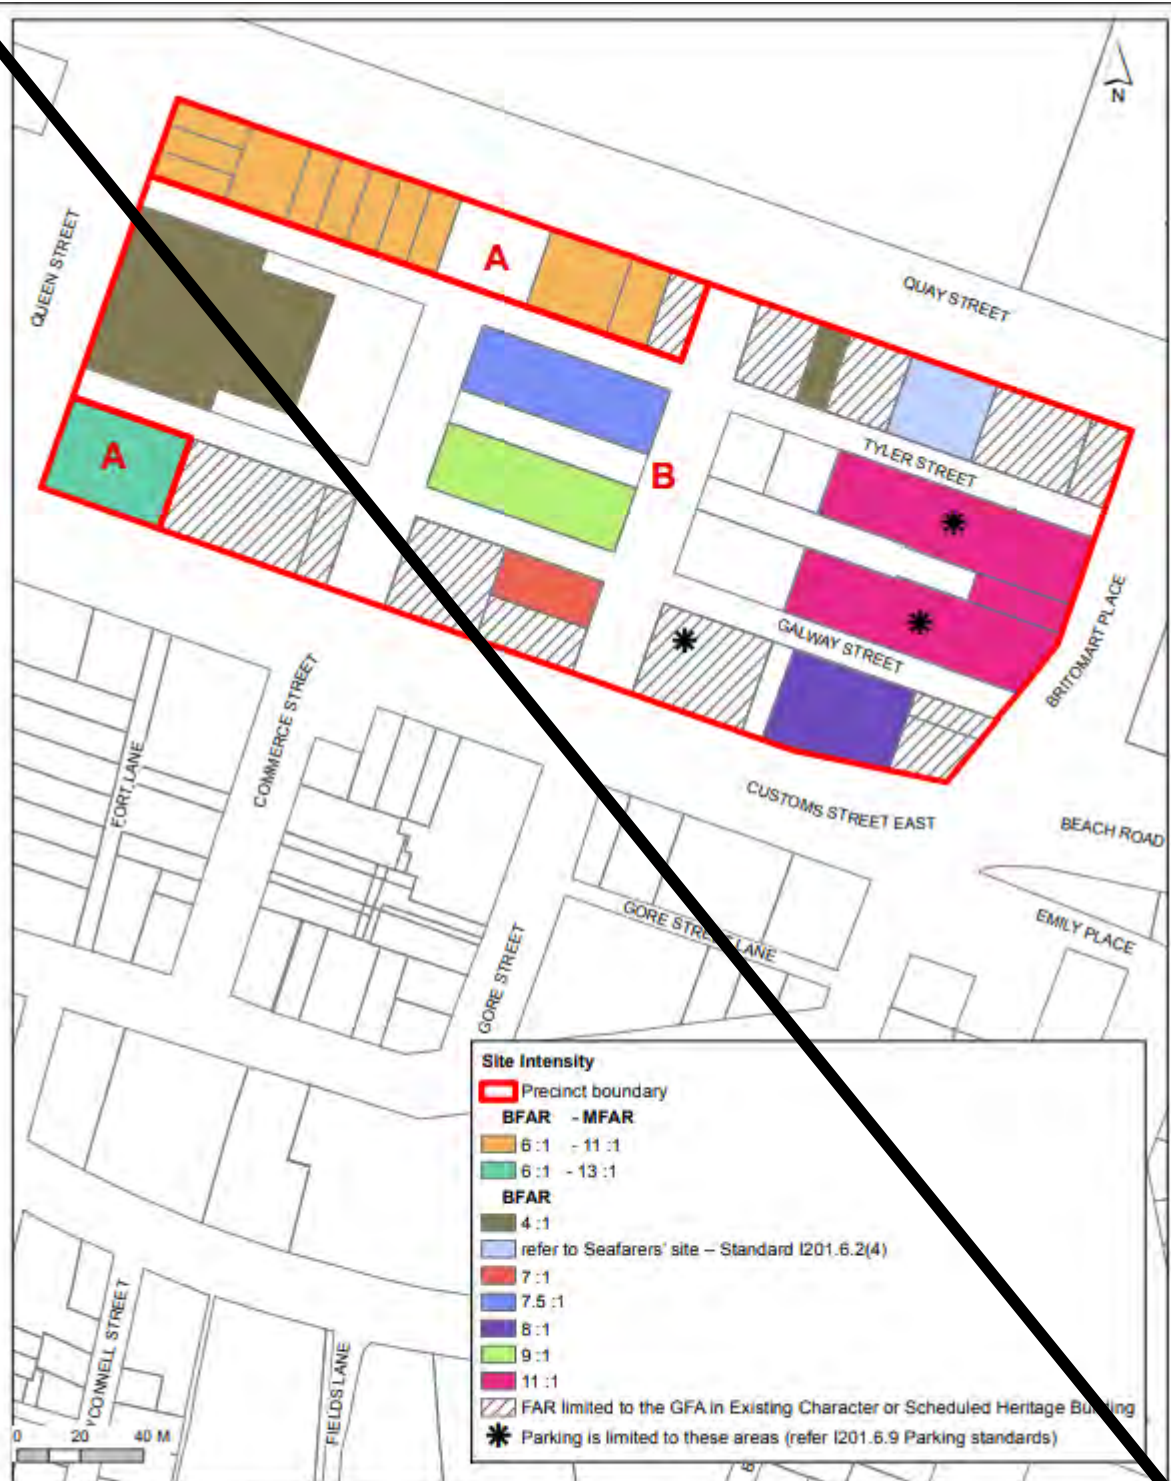 N
QUEEN STREET
A
QUAY STREET
A
B
TYLER STREET
GALWAY STREET
BRITOMART PLACE
COMMERCE STREET
FORT LANE
CUSTOMS STREET EAST
BEACH ROAD
GORE STREET LANE
EMILY PLACE
GORE STREET
Site Intensity
Precinct boundary
BFAR - MFAR
6 :1 - 11 :1
6 :1 - 13 :1
BFAR
4 :1
refer to Seafarers' site – Standard I201.6.2(4)
7 :1
7.5 :1
8 :1
9 :1
11 :1
FAR limited to the GFA in Existing Character or Scheduled Heritage Building
Parking is limited to these areas (refer I201.6.9 Parking standards)
STREET
FIELDS LANE
0 20 40 M